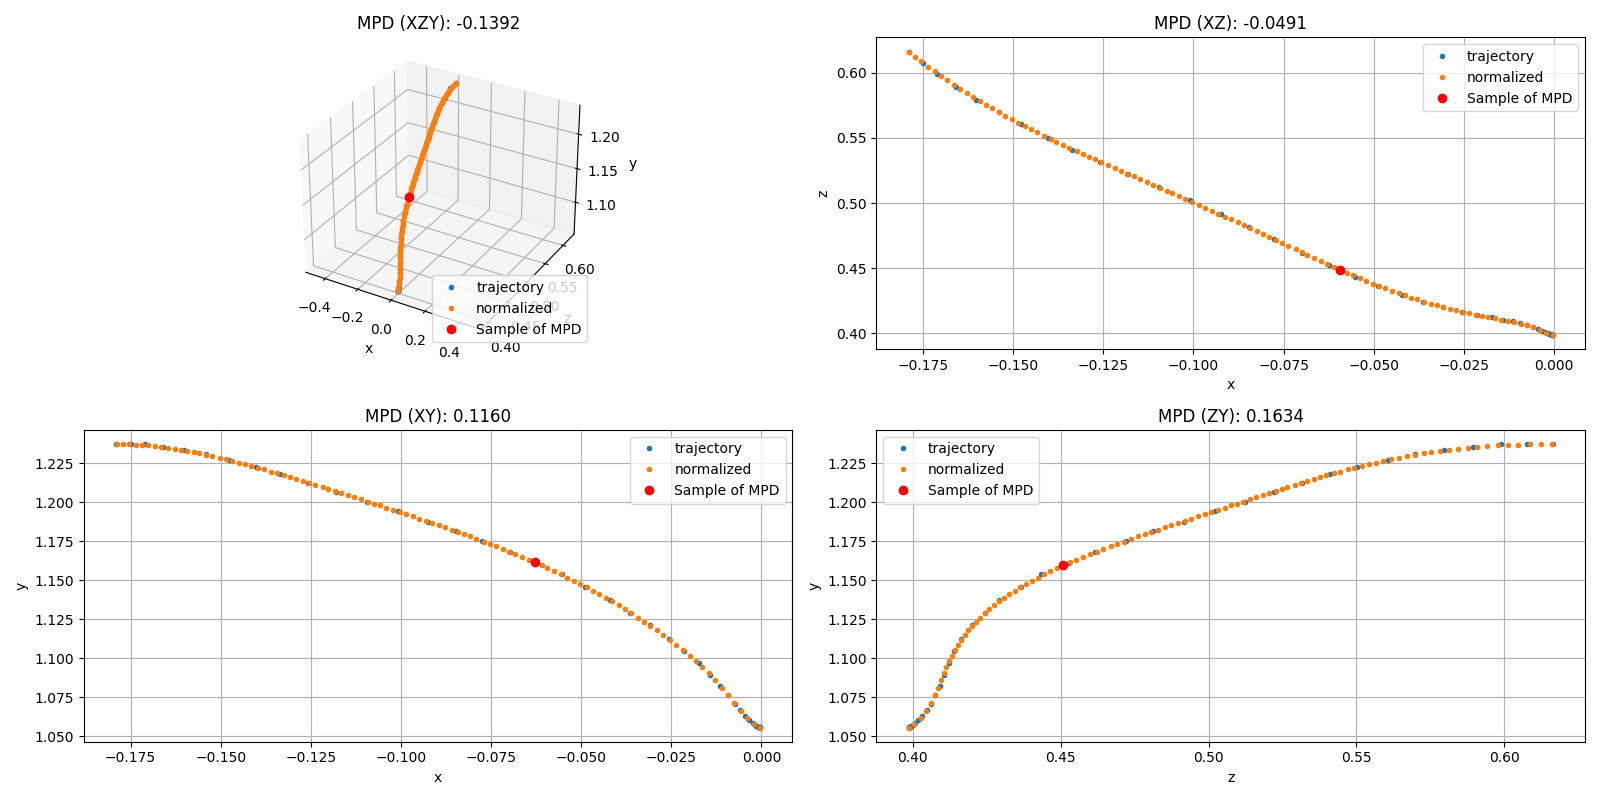 MPD (XZY): -0.1392
1.20
y
1.15
1.10
0.60
−0.4
−0.2
0.0
0.2
0.4
0.40
0.55
z
x
trajectory
normalized
Sample of MPD
MPD (XZ): -0.0491
trajectory
normalized
Sample of MPD
0.60
0.55
0.50
0.45
0.40
z
−0.175
−0.150
−0.125
−0.100
−0.075
−0.050
−0.025
0.000
x
MPD (XY): 0.1160
trajectory
normalized
Sample of MPD
1.225
1.200
1.175
1.150
1.125
1.100
1.075
1.050
y
−0.175
−0.150
−0.125
−0.100
−0.075
−0.050
−0.025
0.000
x
MPD (ZY): 0.1634
trajectory
normalized
Sample of MPD
1.225
1.200
1.175
1.150
1.125
1.100
1.075
1.050
y
0.40
0.45
0.50
0.55
0.60
z